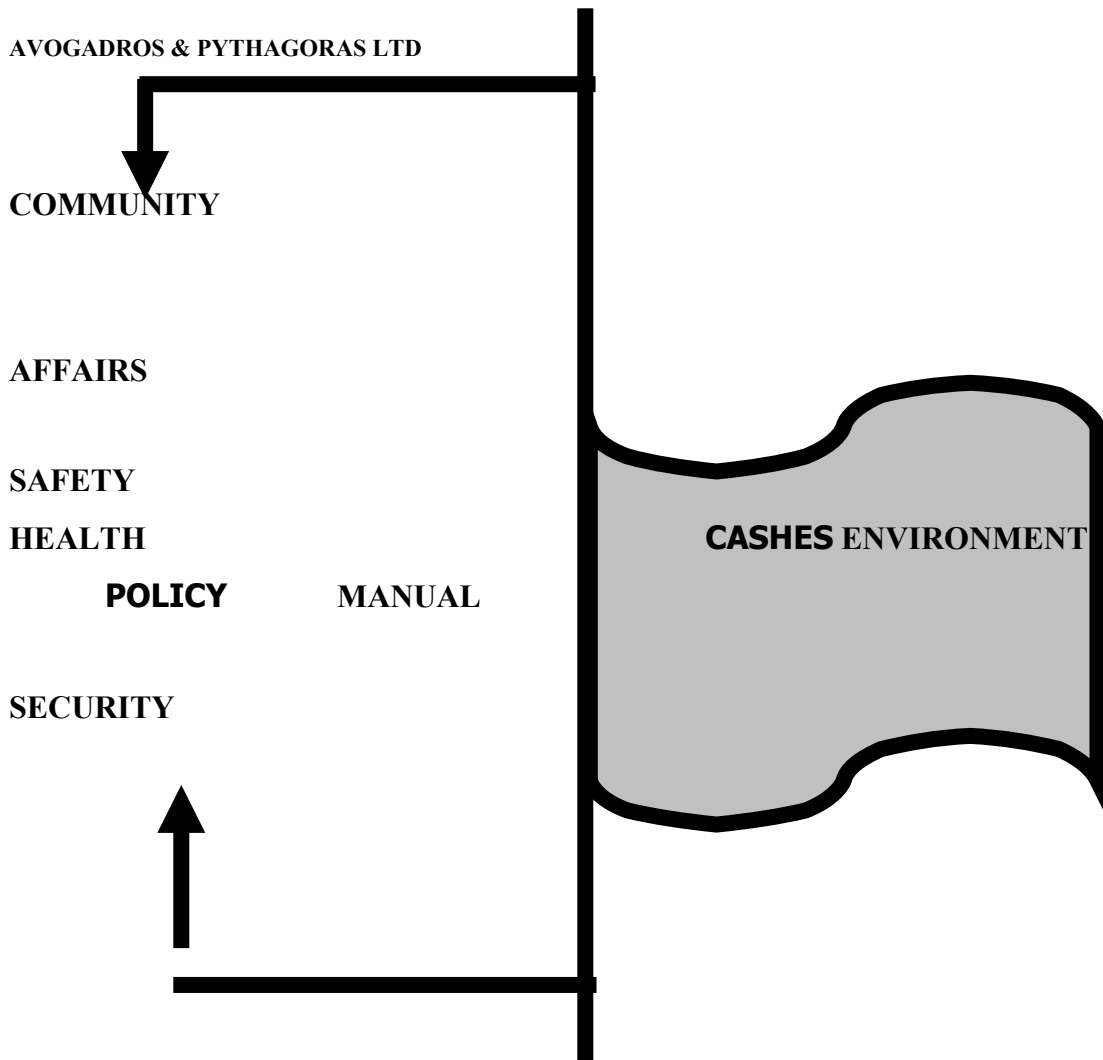 AVOGADROS & PYTHAGORAS LTD
COMMUNITY
AFFAIRS
SAFETY
HEALTH CASHES ENVIRONMENT
POLICY MANUAL
SECURITY